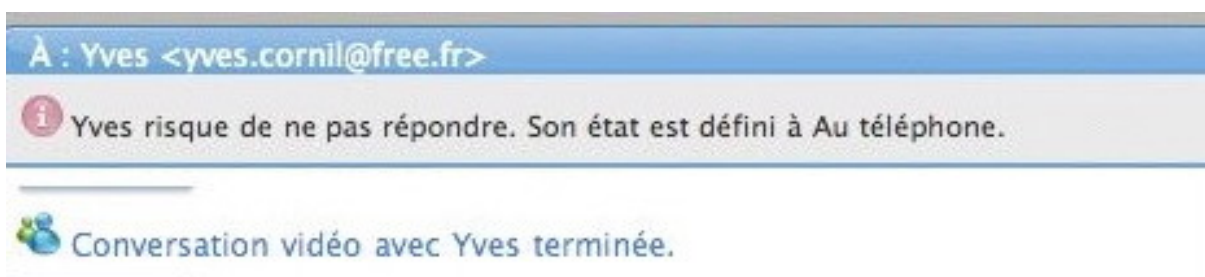 À : Yves <yves.cornil@free.fr>
Yves risque de ne pas répondre. Son état est défini à Au téléphone.
Conversation vidéo avec Yves terminée.